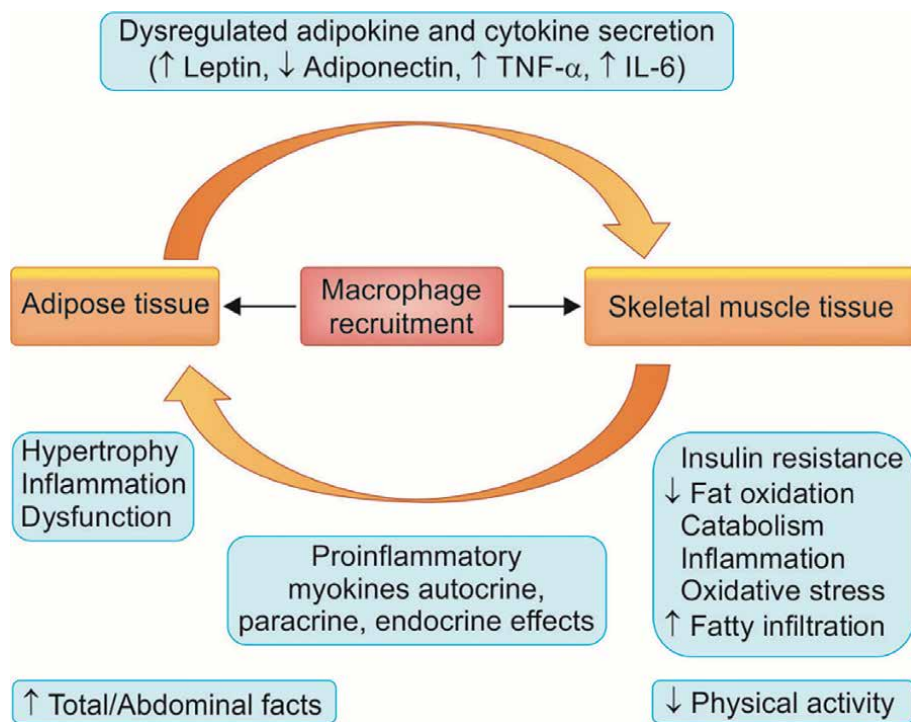 Dysregulated adipokine and cytokine secretion
(↑ Leptin, ↓ Adiponectin, ↑ TNF-α, ↑ IL-6)
Adipose tissue
Macrophage
recruitment
Skeletal muscle tissue
Hypertrophy
Inflammation
Dysfunction
Proinflammatory
myokines autocrine,
paracrine, endocrine effects
Insulin resistance
↓ Fat oxidation
Catabolism
Inflammation
Oxidative stress
↑ Fatty infiltration
↑ Total/Abdominal facts
↓ Physical activity